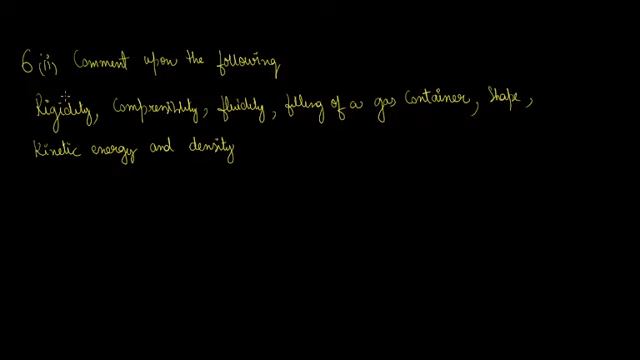 6 (ii) Comment upon the following
Rigidity, compressibility, fluidity, filling of a gas container, shape,
Kinetic energy and density